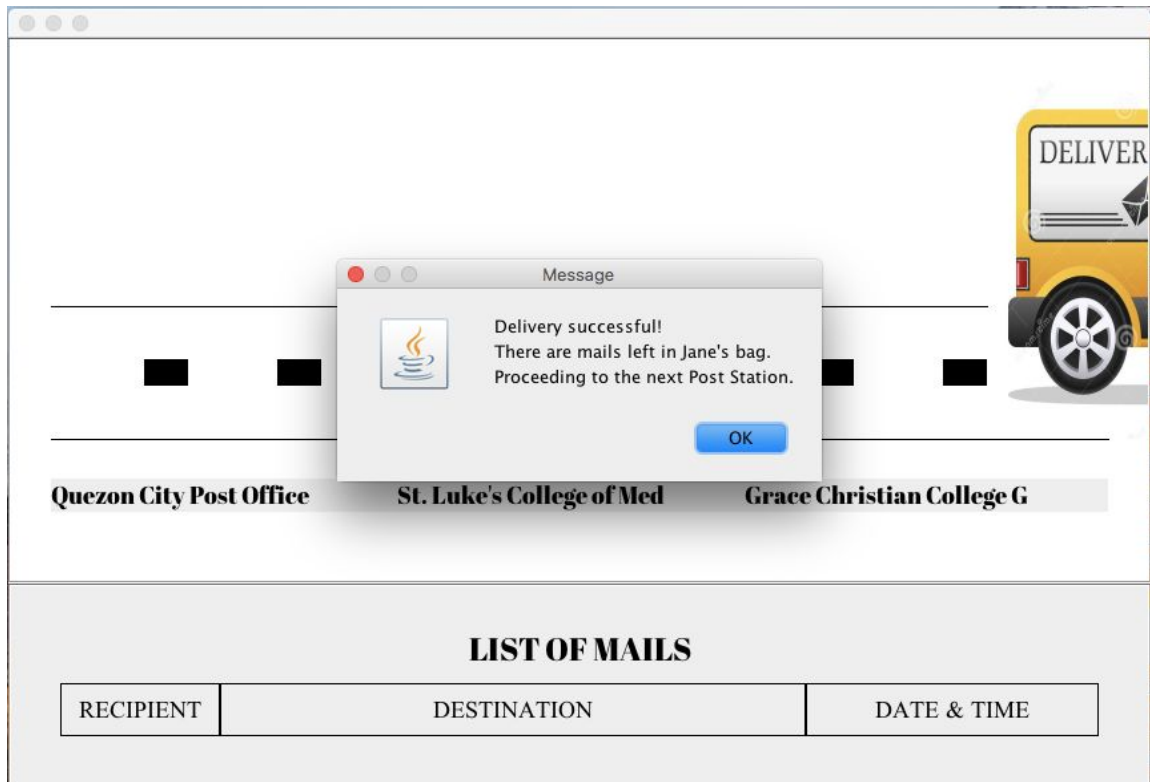 DELIVER
Message
Delivery successful!
There are mails left in Jane's bag.
Proceeding to the next Post Station.
OK
Quezon City Post Office St. Luke's College of Med Grace Christian College G
LIST OF MAILS
RECIPIENT DESTINATION DATE & TIME